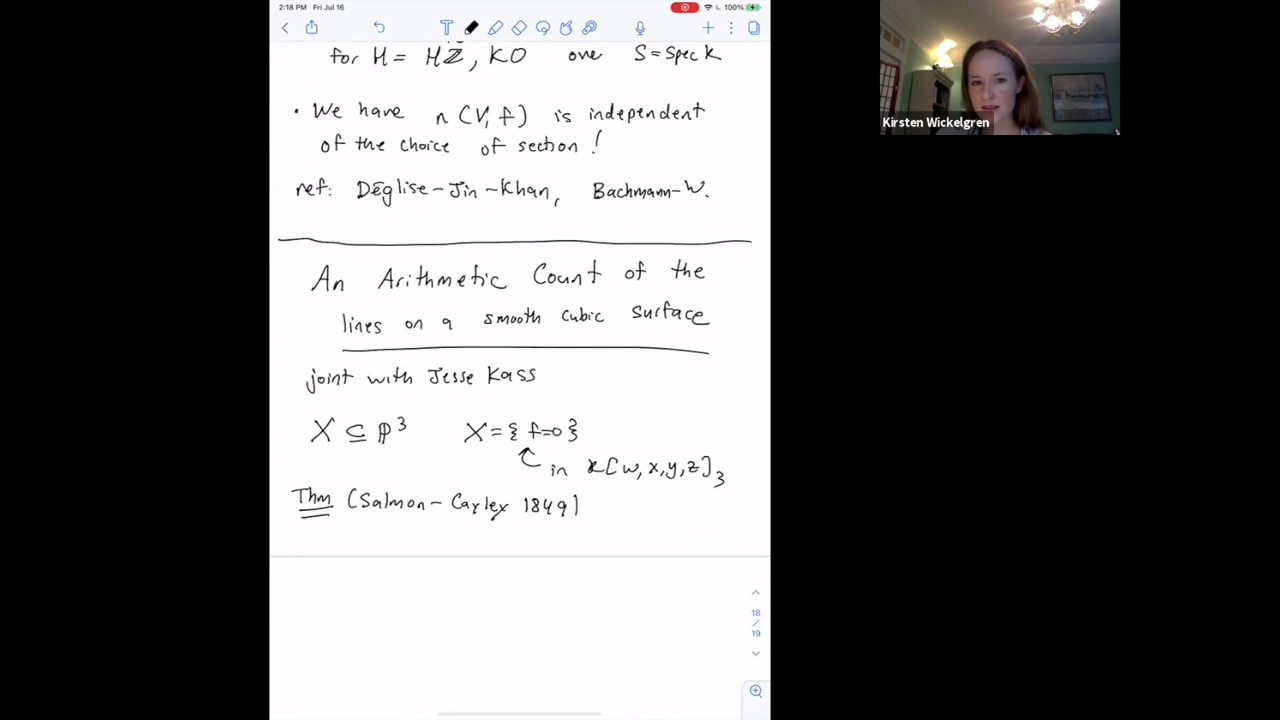 2:18 PM Fri Jul 16
100%
for H = HZ, KO over S = Spec k
• We have n (V, f) is independent
of the choice of section!
ref: Déglise - Jin - Khan, Bachmann - W.
An Arithmetic Count of the
lines on a smooth cubic surface
joint with Jesse Kass
X ⊆ P³ X = { f=0 }
in k[w, x, y, z]₃
Thm (Salmon - Cayley 1849)
18
/
19
Kirsten Wickelgren